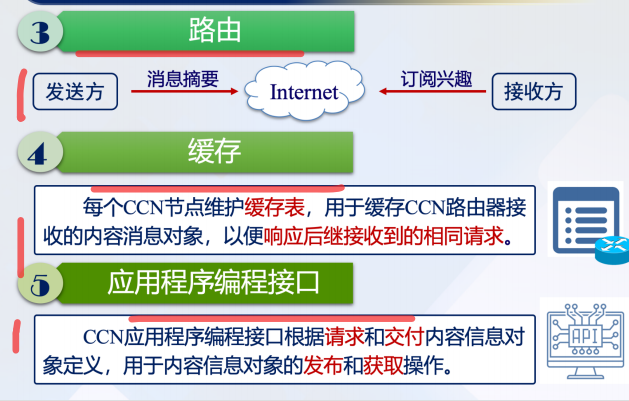 3 路由
发送方 消息摘要 Internet 订阅兴趣 接收方
4 缓存
每个CCN节点维护缓存表，用于缓存CCN路由器接
收的内容消息对象，以便响应后继接收到的相同请求。
5 应用程序编程接口
CCN应用程序编程接口根据请求和交付内容信息对
象定义，用于内容信息对象的发布和获取操作。
API